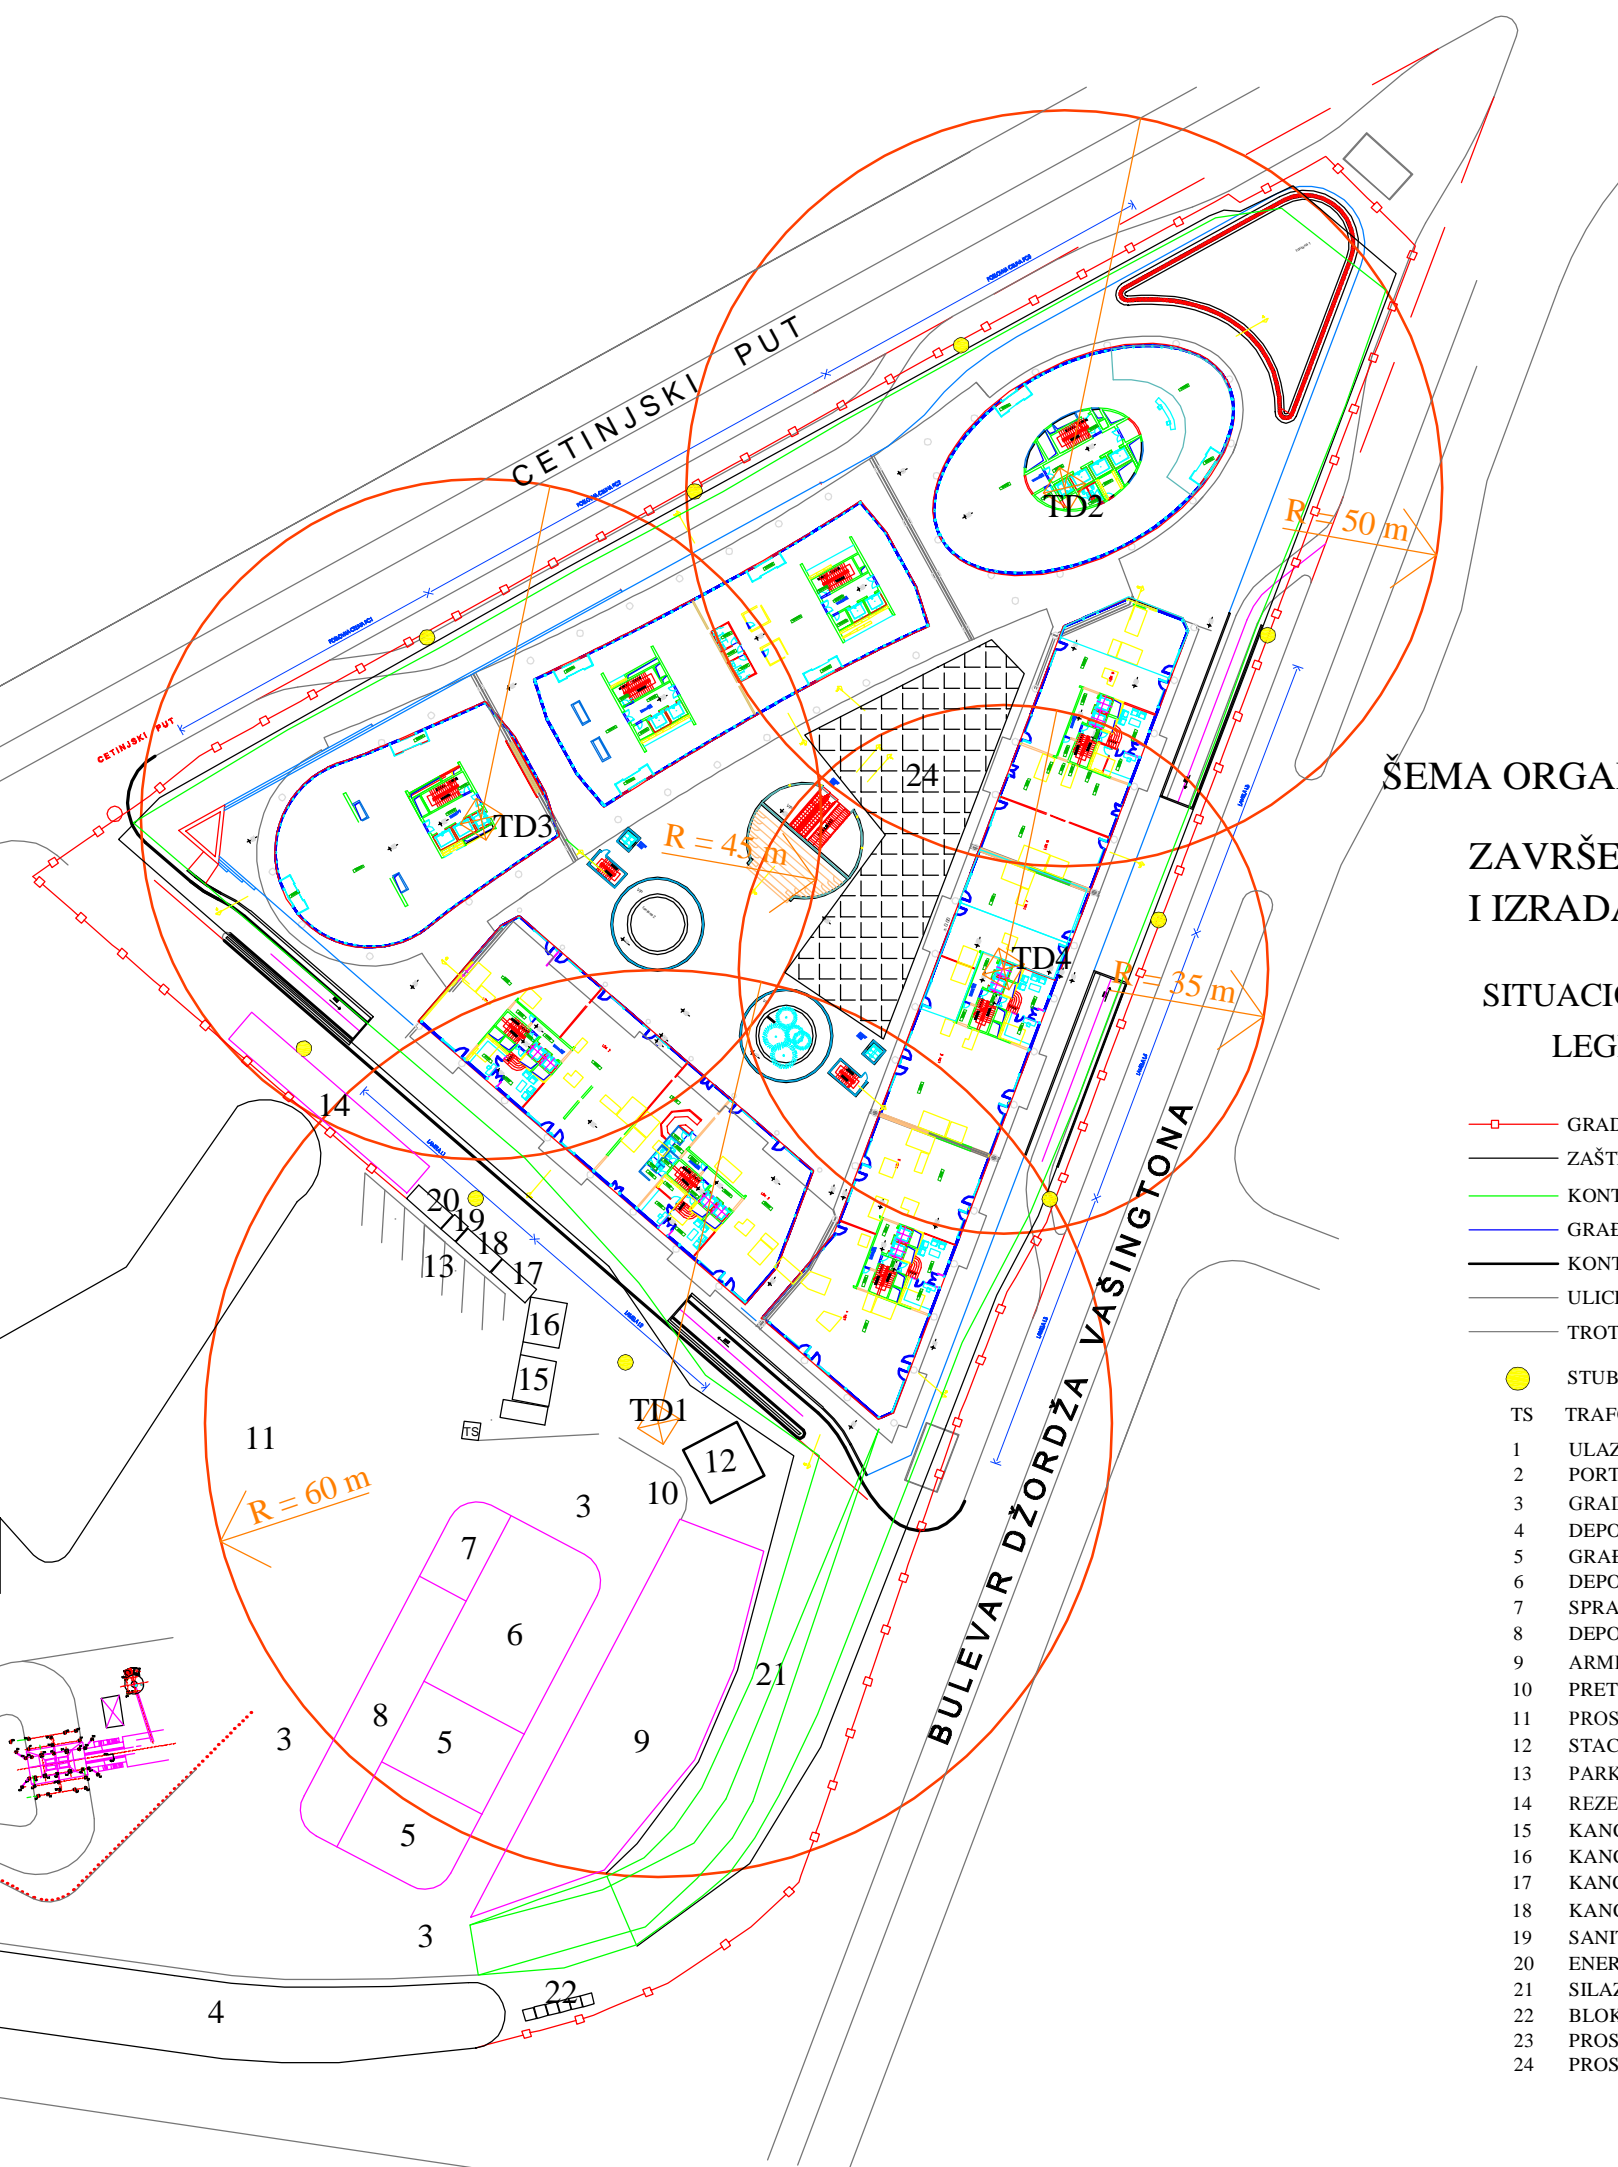 CETINJSKI PUT
CETINJSKI PUT
TD2
R = 50 m
24
TD3
R = 45 m
TD4
R = 35 m
14
20
19
18
17
13
16
15
TD1
TS
12
11
10
3
R = 60 m
7
6
21
8
5
9
3
5
3
22
4
BULEVAR DŽORDŽA VAŠINGTONA
ŠEMA ORGA
ZAVRŠE
I IZRADA
SITUACI
LEG
GRAD
ZAŠT
KONT
GRAĐ
KONT
ULIC
TROT
STUB
TS TRAF
1 ULAZ
2 PORT
3 GRAD
4 DEPO
5 GRAĐ
6 DEPO
7 SPRA
8 DEPO
9 ARM
10 PRET
11 PROS
12 STAC
13 PARK
14 REZE
15 KANC
16 KANC
17 KANC
18 KANC
19 SANI
20 ENER
21 SILAZ
22 BLOK
23 PROS
24 PROS